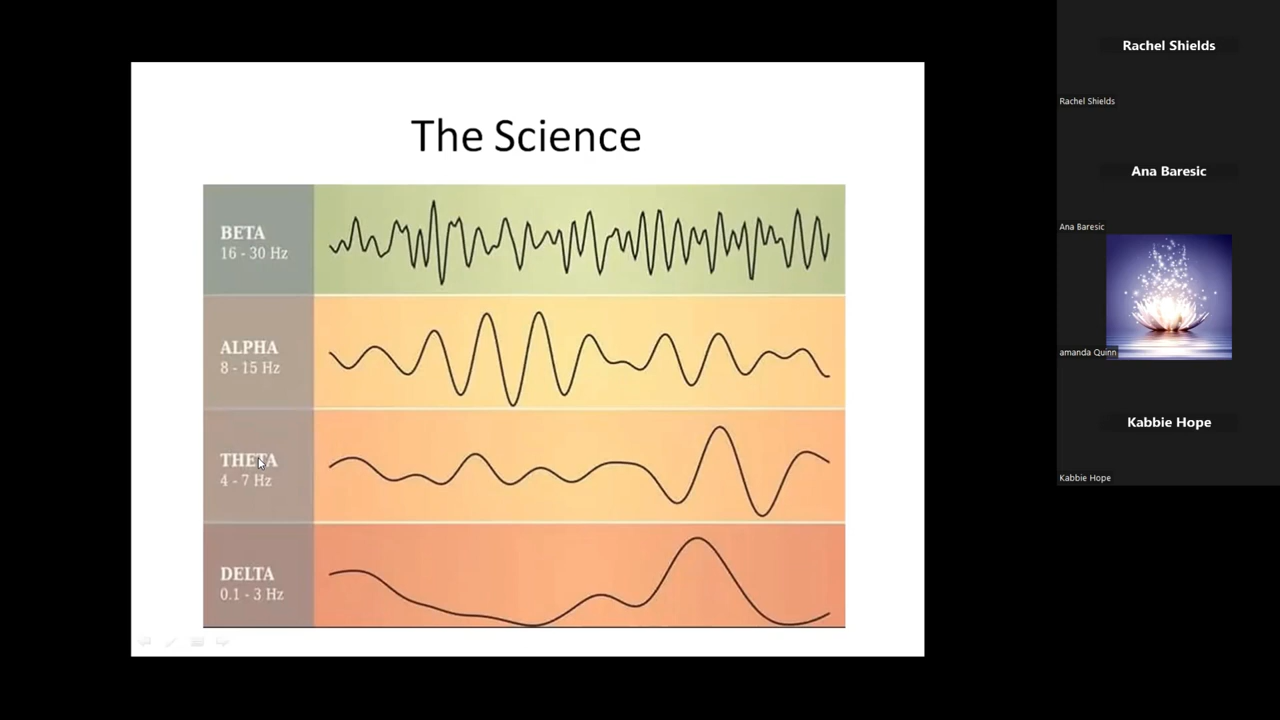 The Science
BETA
16 - 30 Hz
ALPHA
8 - 15 Hz
THETA
4 - 7 Hz
DELTA
0.1 - 3 Hz
Rachel Shields
Rachel Shields
Ana Baresic
Ana Baresic
amanda Quinn
Kabbie Hope
Kabbie Hope